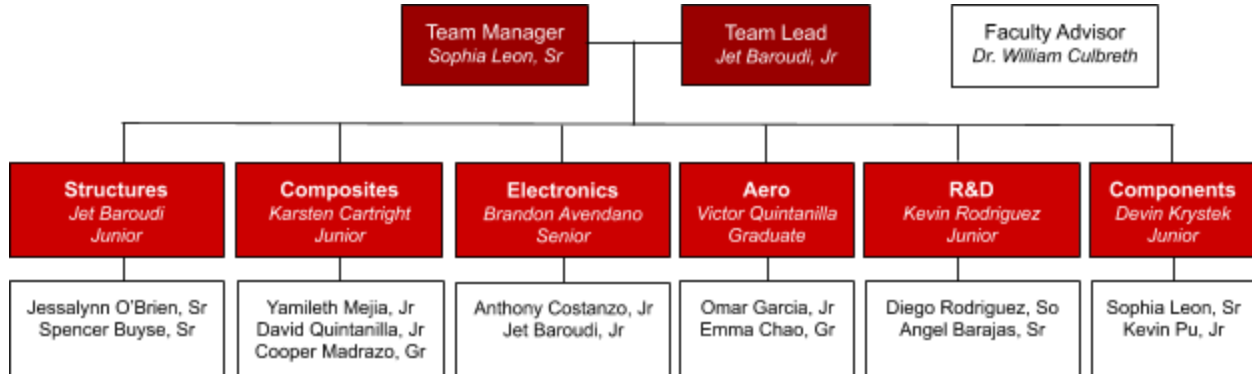 Team Manager
Sophia Leon, Sr
Team Lead
Jet Baroudi, Jr
Faculty Advisor
Dr. William Culbreth
Structures
Jet Baroudi
Junior
Composites
Karsten Cartright
Junior
Electronics
Brandon Avendano
Senior
Aero
Victor Quintanilla
Graduate
R&D
Kevin Rodriguez
Junior
Components
Devin Krystek
Junior
Jessalynn O'Brien, Sr
Spencer Buyse, Sr
Yamileth Mejia, Jr
David Quintanilla, Jr
Cooper Madrazo, Gr
Anthony Costanzo, Jr
Jet Baroudi, Jr
Omar Garcia, Jr
Emma Chao, Gr
Diego Rodriguez, So
Angel Barajas, Sr
Sophia Leon, Sr
Kevin Pu, Jr